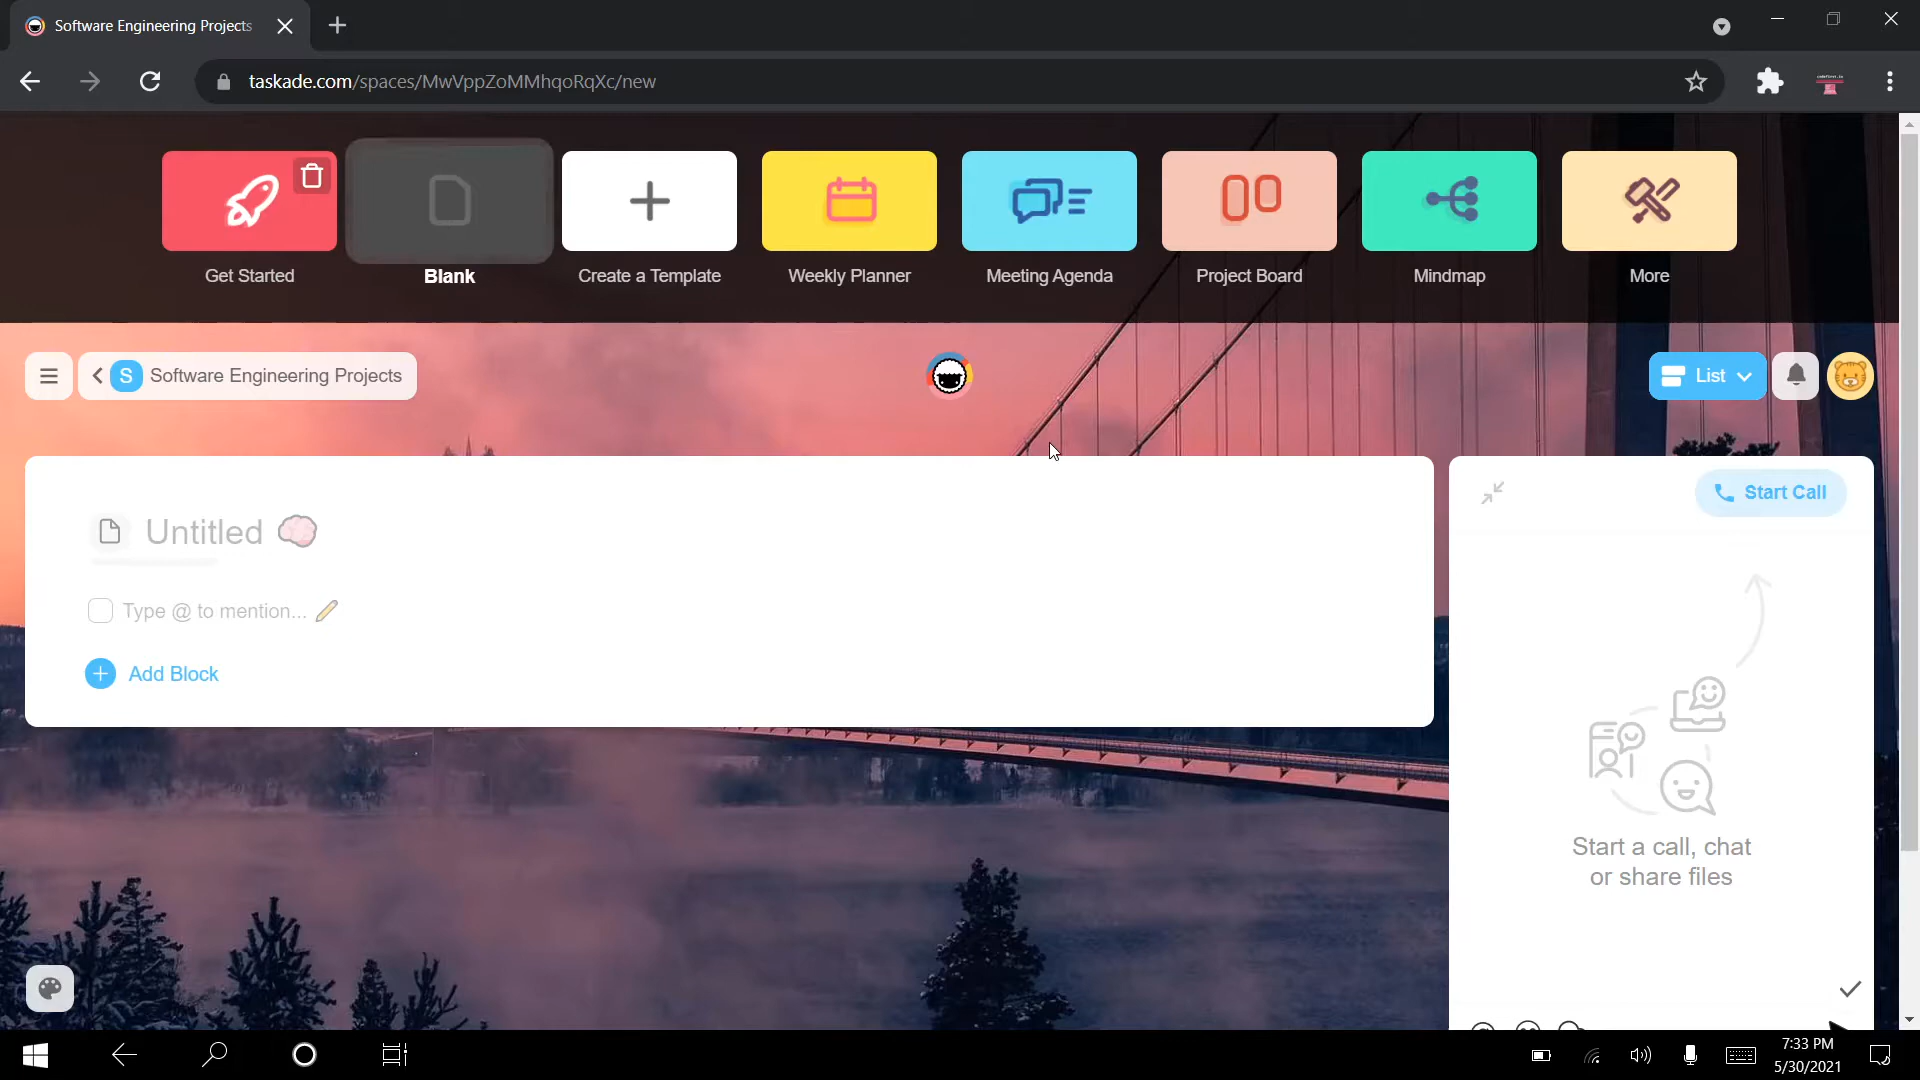 Software Engineering Projects
taskade.com/spaces/MwVppZoMMhqoRqXc/new
Get Started
Blank
Create a Template
Weekly Planner
Meeting Agenda
Project Board
Mindmap
More
S Software Engineering Projects
List
Untitled
Start Call
Type @ to mention...
Add Block
Start a call, chat
or share files
7:33 PM
5/30/2021